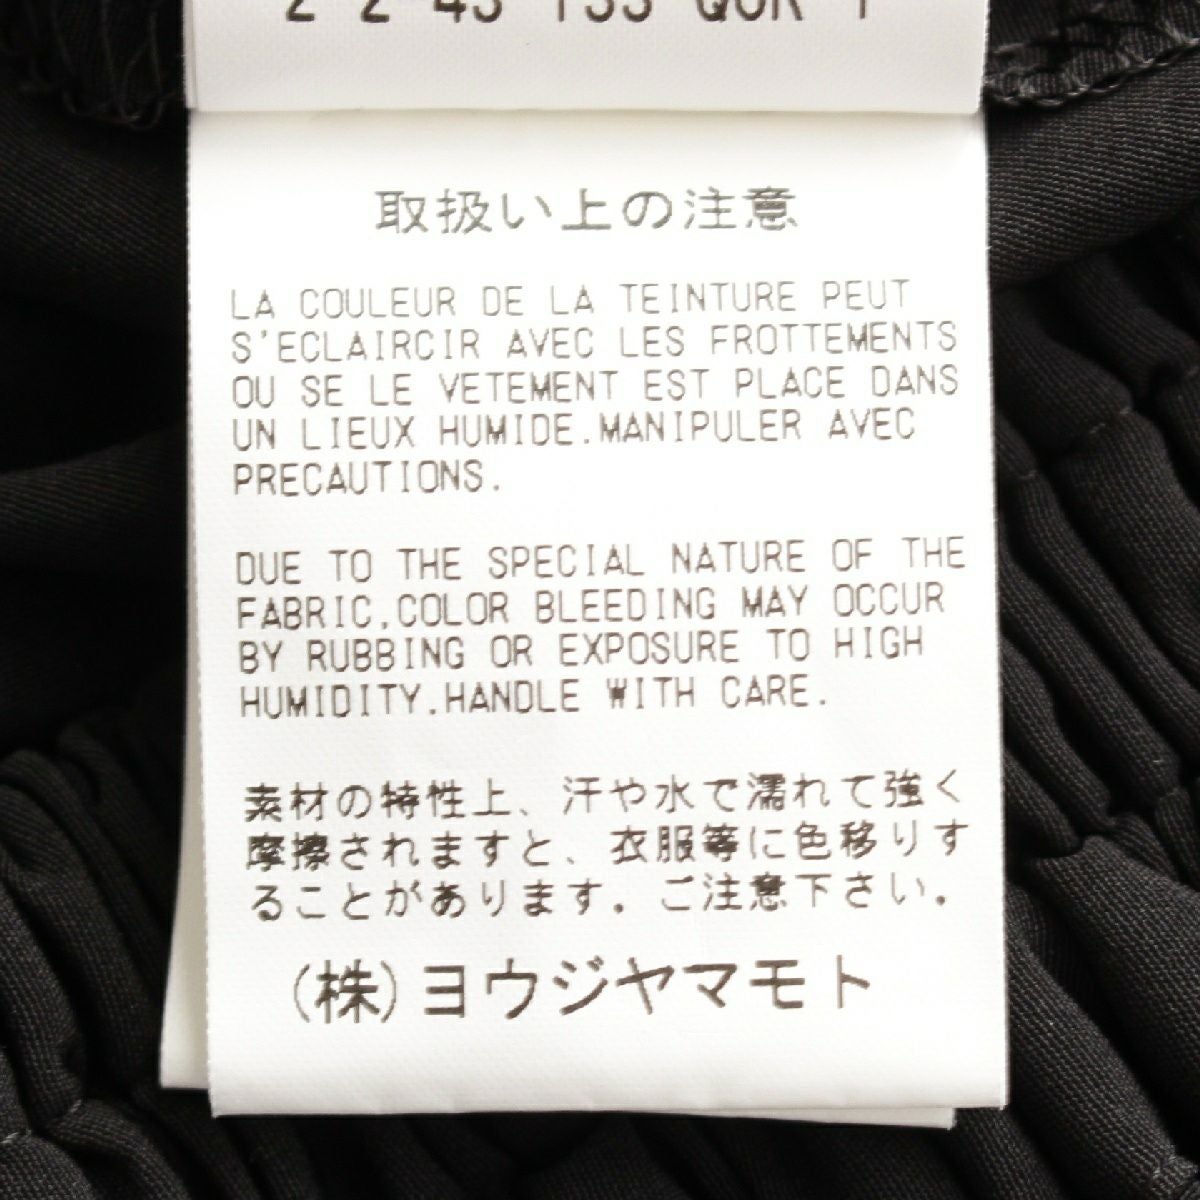 取扱い上の注意
LA COULEUR DE LA TEINTURE PEUT
S'ECLAIRCIR AVEC LES FROTTEMENTS
OU SE LE VETEMENT EST PLACE DANS
UN LIEUX HUMIDE.MANIPULER AVEC
PRECAUTIONS.
DUE TO THE SPECIAL NATURE OF THE
FABRIC,COLOR BLEEDING MAY OCCUR
BY RUBBING OR EXPOSURE TO HIGH
HUMIDITY.HANDLE WITH CARE.
素材の特性上、汗や水で濡れて強く
摩擦されますと、衣服等に色移りす
ることがあります。ご注意下さい。
(株)ヨウジヤマモト